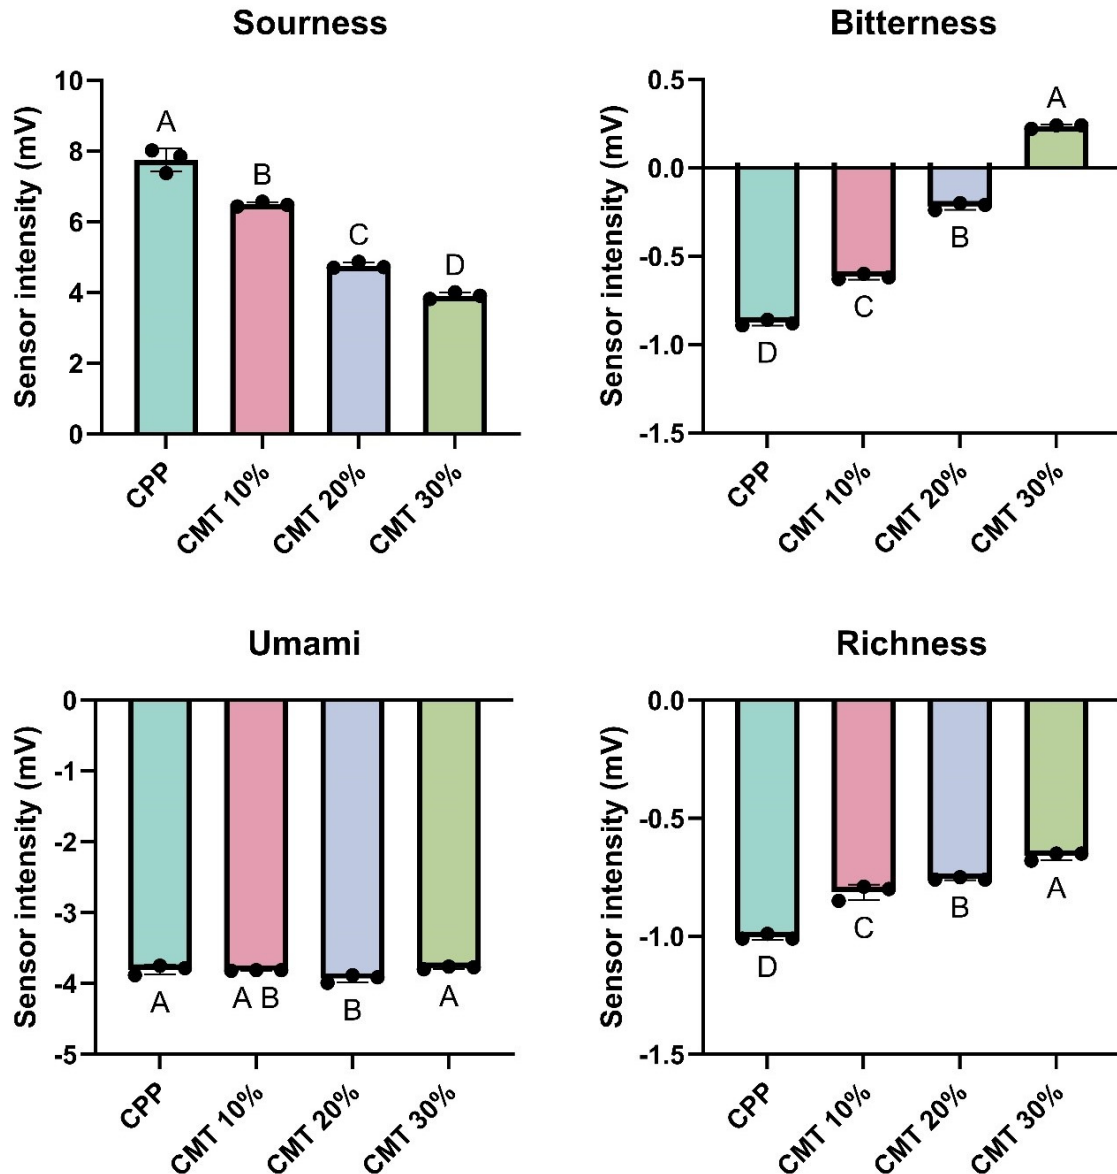 Sourness
Sensor intensity (mV)
10
8
6
4
2
0
A
B
C
D
CPP
CMT 10%
CMT 20%
CMT 30%
Bitterness
Sensor intensity (mV)
0.5
0.0
-0.5
-1.0
-1.5
D
C
B
A
CPP
CMT 10%
CMT 20%
CMT 30%
Umami
Sensor intensity (mV)
0
-1
-2
-3
-4
-5
A
A B
B
A
CPP
CMT 10%
CMT 20%
CMT 30%
Richness
Sensor intensity (mV)
0.0
-0.5
-1.0
-1.5
D
C
B
A
CPP
CMT 10%
CMT 20%
CMT 30%